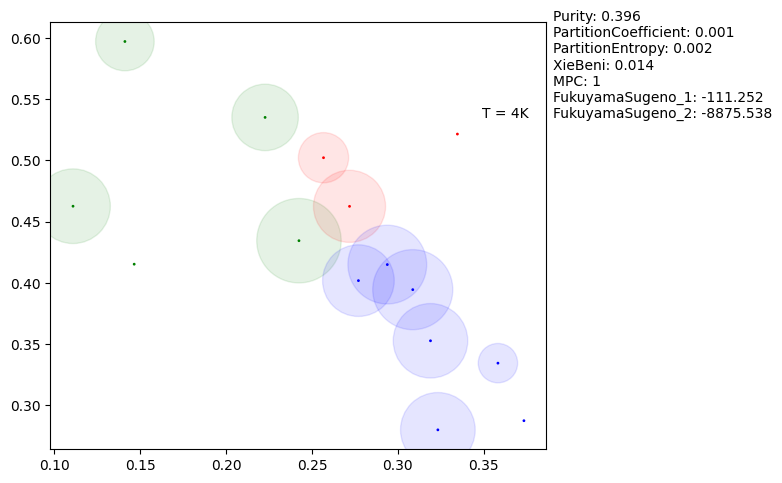 Purity: 0.396
PartitionCoefficient: 0.001
PartitionEntropy: 0.002
XieBeni: 0.014
MPC: 1
FukuyamaSugeno_1: -111.252
FukuyamaSugeno_2: -8875.538
T = 4K
0.60
0.55
0.50
0.45
0.40
0.35
0.30
0.10 0.15 0.20 0.25 0.30 0.35